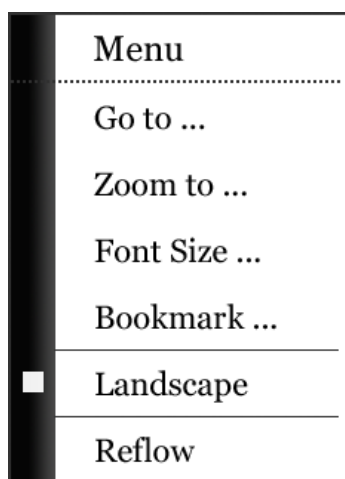 Menu
Go to ...
Zoom to ...
Font Size ...
Bookmark ...
Landscape
Reflow